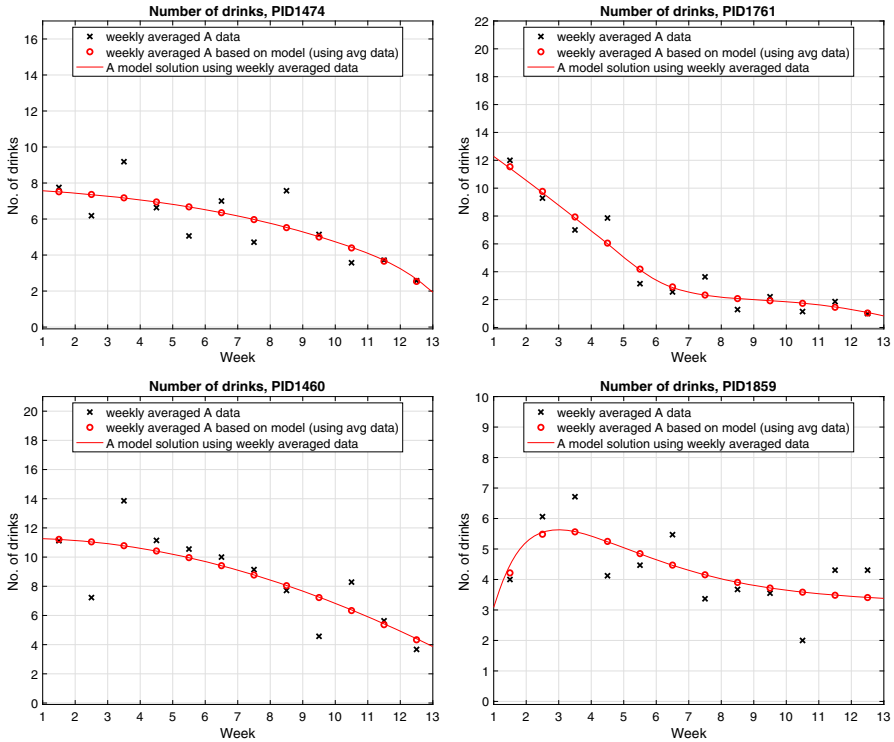 Number of drinks, PID1474
weekly averaged A data
weekly averaged A based on model (using avg data)
A model solution using weekly averaged data
No. of drinks
16
14
12
10
8
6
4
2
0
1 2 3 4 5 6 7 8 9 10 11 12 13
Week
Number of drinks, PID1761
weekly averaged A data
weekly averaged A based on model (using avg data)
A model solution using weekly averaged data
No. of drinks
22
20
18
16
14
12
10
8
6
4
2
0
1 2 3 4 5 6 7 8 9 10 11 12 13
Week
Number of drinks, PID1460
weekly averaged A data
weekly averaged A based on model (using avg data)
A model solution using weekly averaged data
No. of drinks
20
18
16
14
12
10
8
6
4
2
0
1 2 3 4 5 6 7 8 9 10 11 12 13
Week
Number of drinks, PID1859
weekly averaged A data
weekly averaged A based on model (using avg data)
A model solution using weekly averaged data
No. of drinks
10
9
8
7
6
5
4
3
2
1
0
1 2 3 4 5 6 7 8 9 10 11 12 13
Week